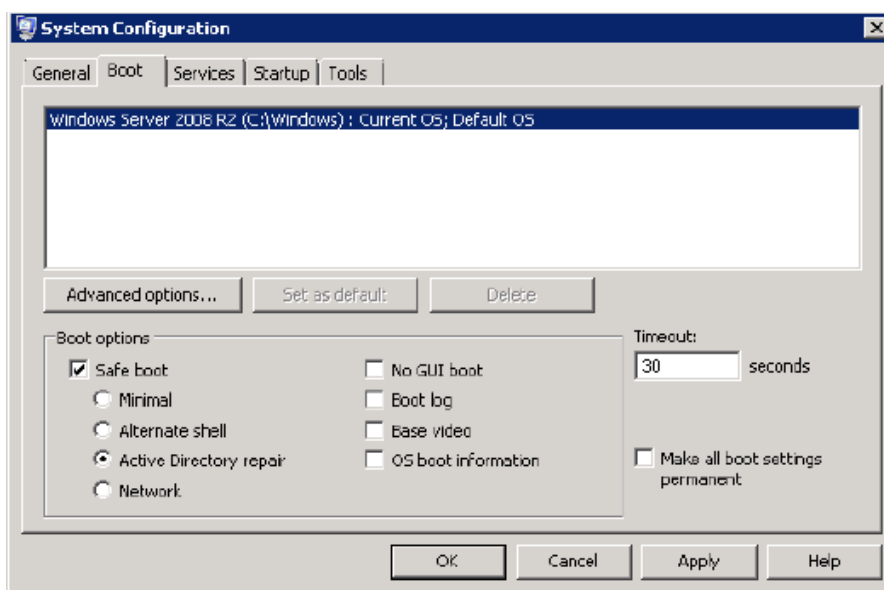 System Configuration
General Boot Services Startup Tools
Windows Server 2008 R2 (C:\Windows) : Current OS; Default OS
Advanced options... Set as default Delete
Boot options
Timeout:
Safe boot No GUI boot 30 seconds
Minimal Boot log
Alternate shell Base video
Active Directory repair OS boot information Make all boot settings
permanent
Network
OK Cancel Apply Help